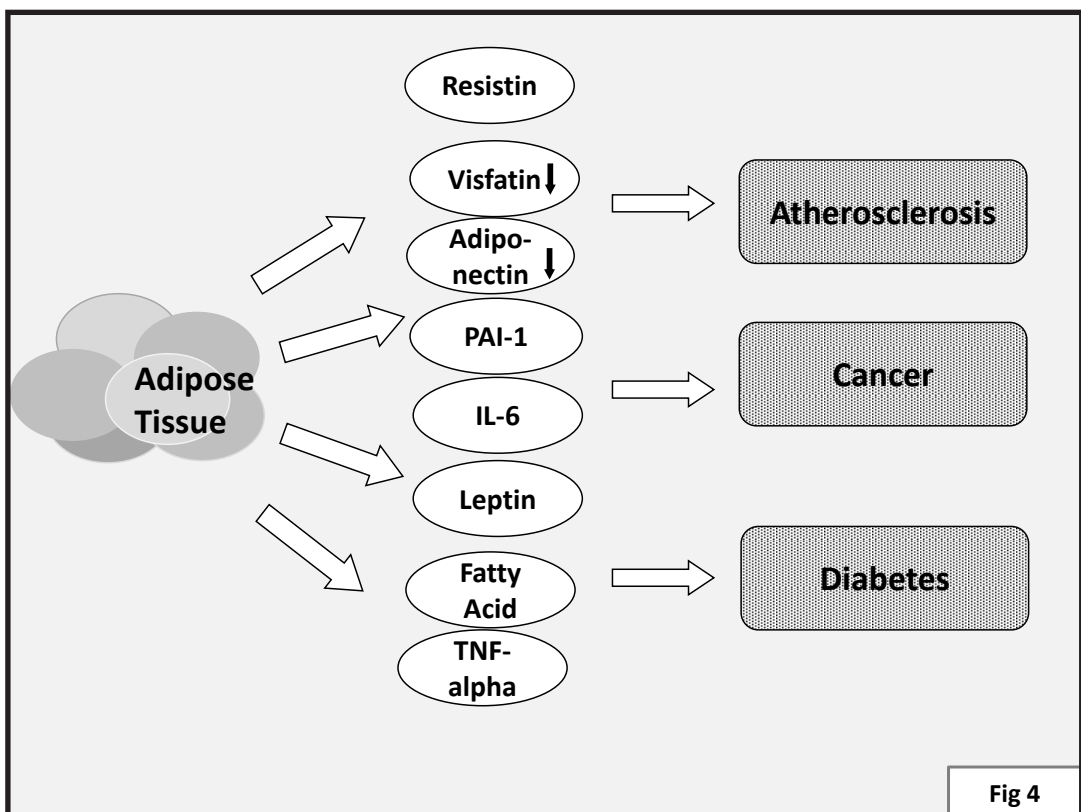 Resistin
Visfatin
Adipo-
nectin
PAI-1
IL-6
Leptin
Fatty
Acid
TNF-
alpha
Adipose
Tissue
Atherosclerosis
Cancer
Diabetes
Fig 4